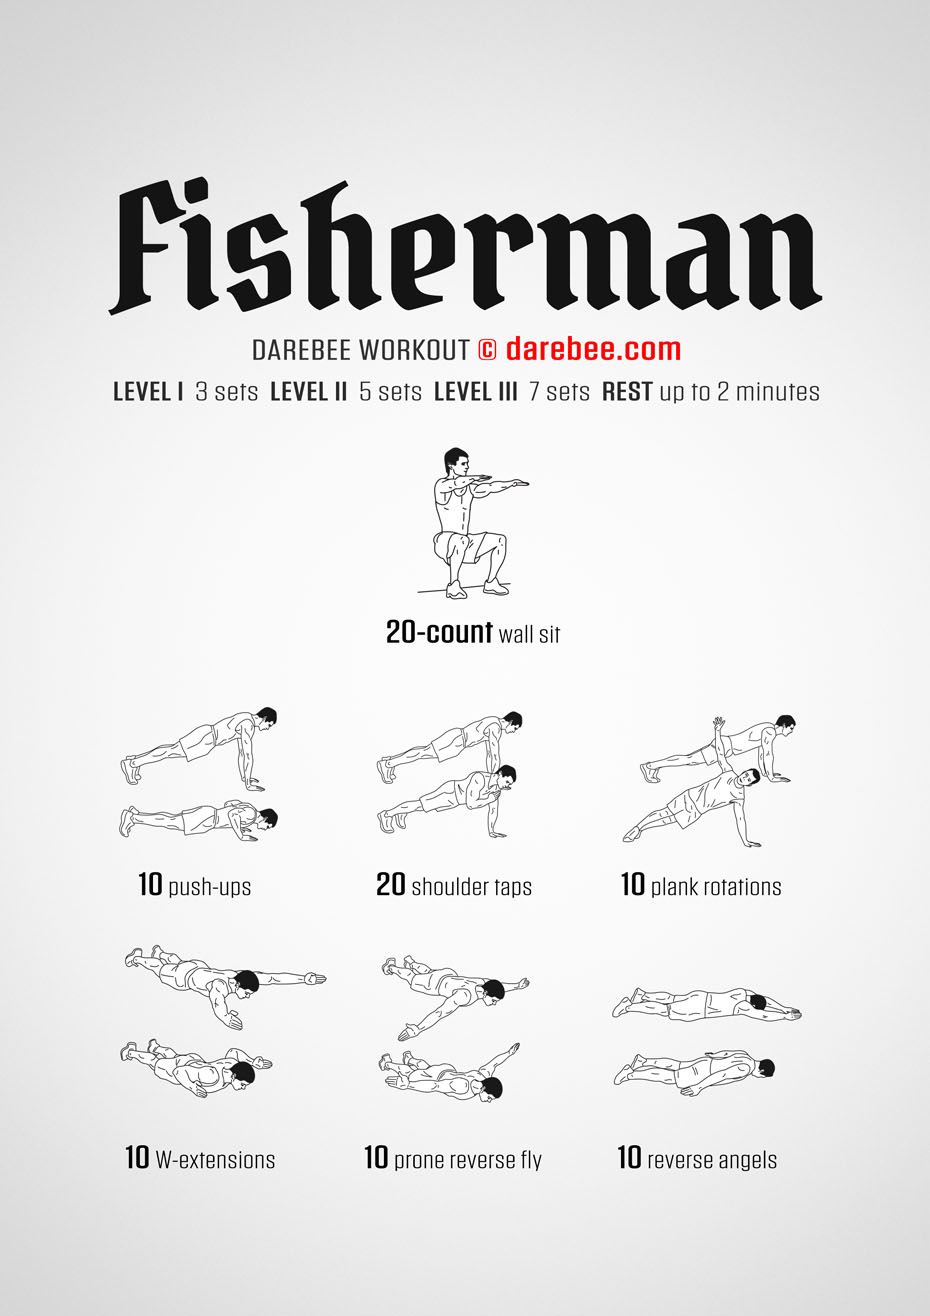 Fisherman
DAREBEE WORKOUT © darebee.com
LEVEL I 3 sets LEVEL II 5 sets LEVEL III 7 sets REST up to 2 minutes
20-count wall sit
10 push-ups
20 shoulder taps
10 plank rotations
10 W-extensions
10 prone reverse fly
10 reverse angels